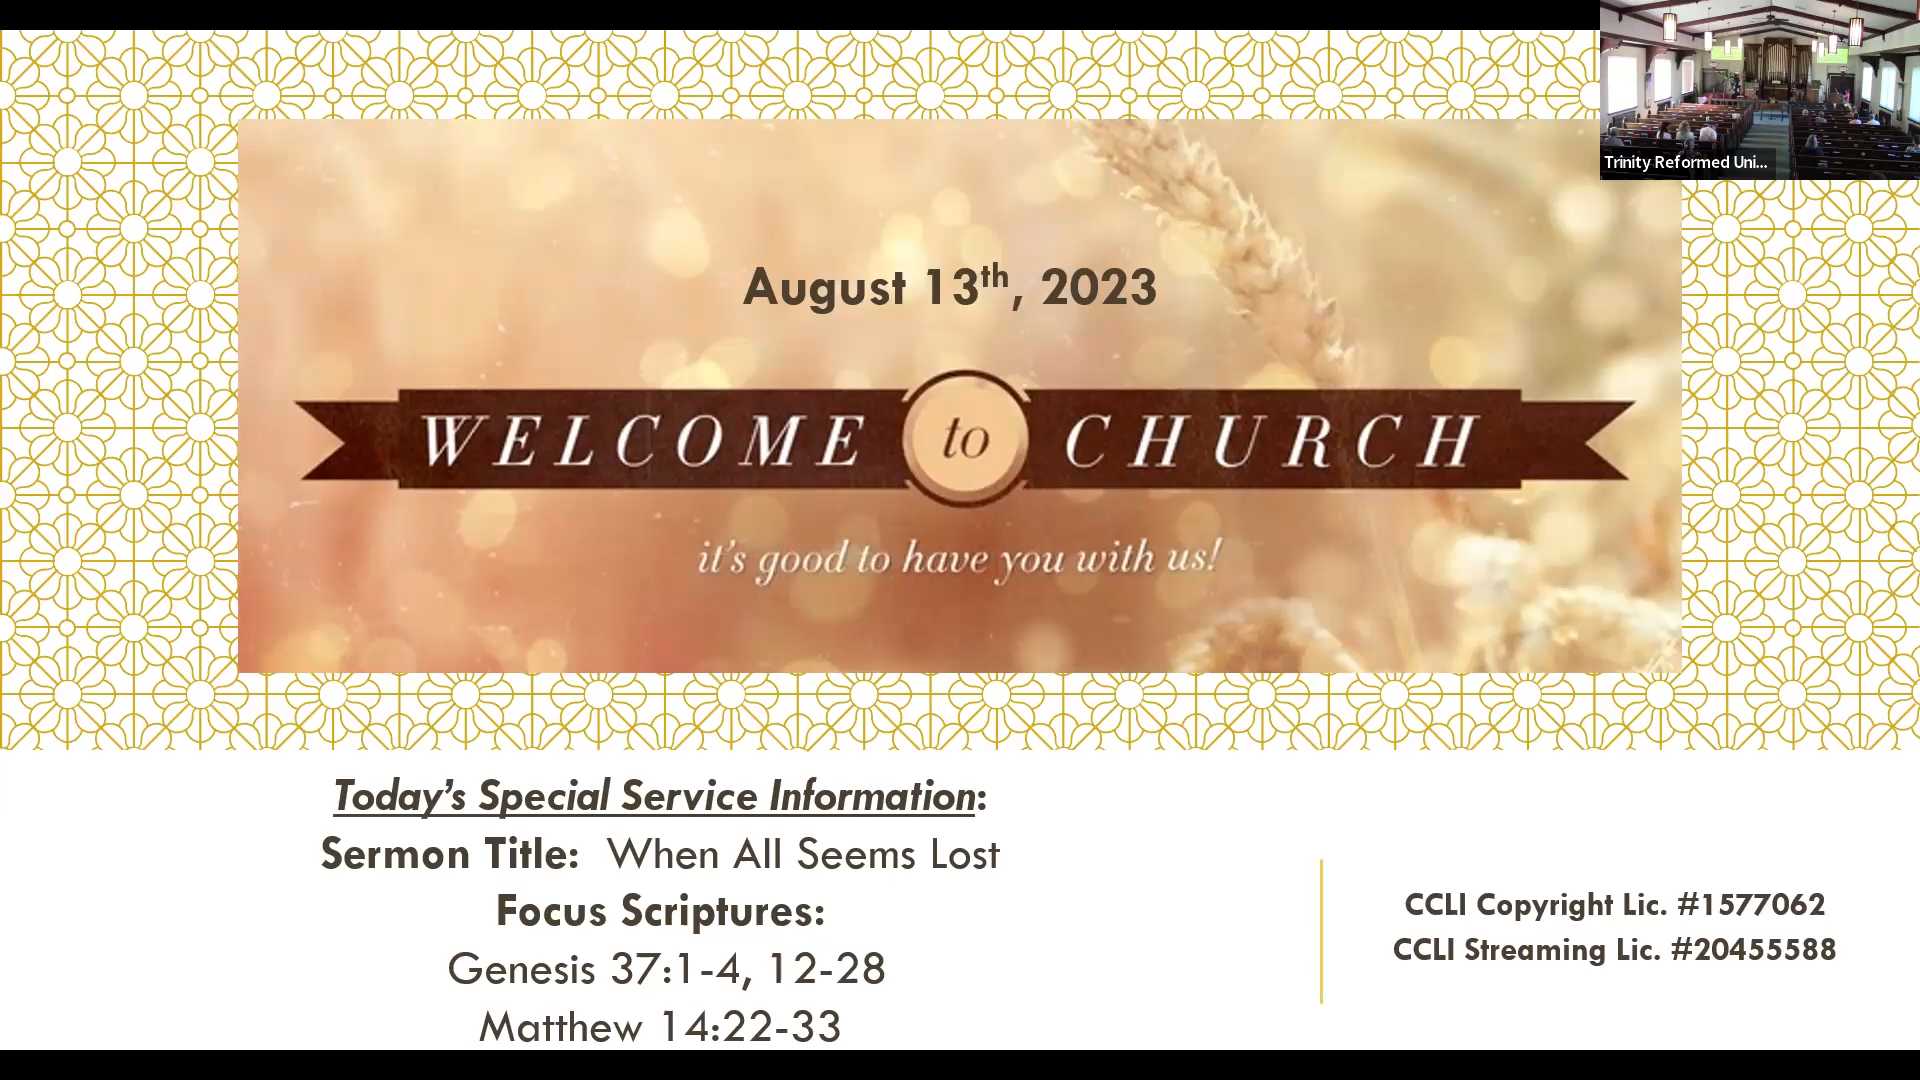 Trinity Reformed Uni...
August 13th, 2023
WELCOME to CHURCH
it's good to have you with us!
Today's Special Service Information:
Sermon Title: When All Seems Lost
Focus Scriptures:
Genesis 37:1-4, 12-28
Matthew 14:22-33
CCLI Copyright Lic. #1577062
CCLI Streaming Lic. #20455588